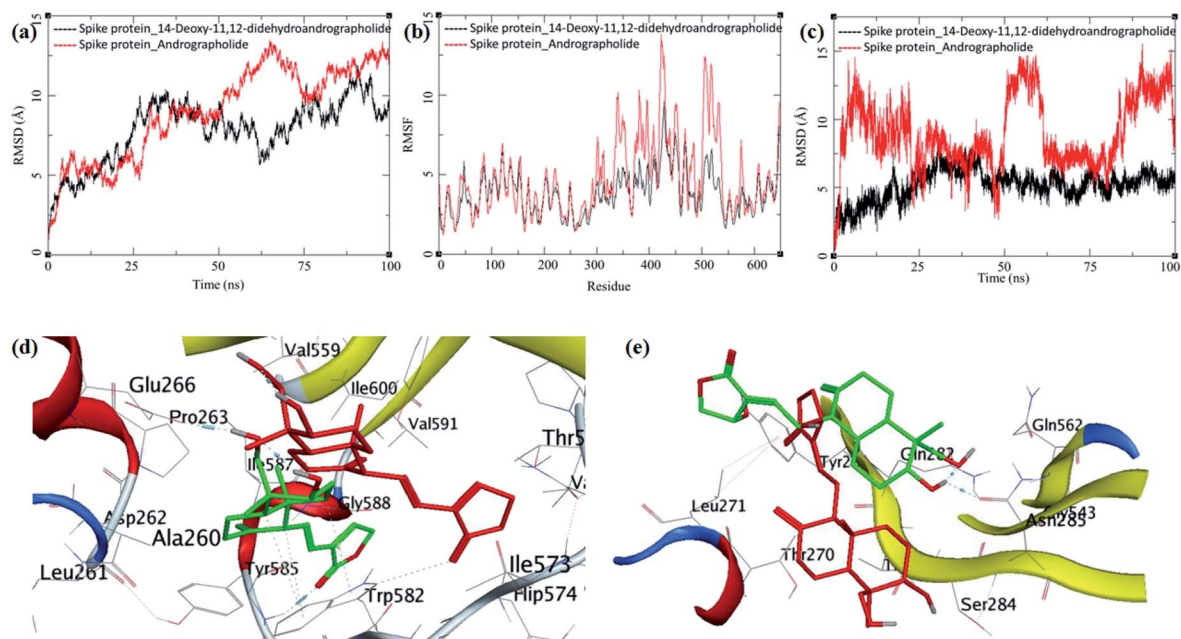 (a)
15
10
5
0
RMSD (Å)
Spike protein_14-Deoxy-11,12-didehydroandrographolide
Spike protein_Andrographolide
0 25 50 75 100
Time (ns)
(b)
15
10
5
0
RMSF
Spike protein_14-Deoxy-11,12-didehydroandrographolide
Spike protein_Andrographolide
0 100 200 300 400 500 600
Residue
(c)
15
10
5
0
RMSD (Å)
Spike protein_14-Deoxy-11,12-didehydroandrographolide
Spike protein_Andrographolide
0 25 50 75 100
Time (ns)
(d)
Val559
Glu266
Ile600
Pro263
Val591
Ile587
Gly588
Asp262
Ala260
Leu261
Tyr585
Trp582
Ile573
Hip574
(e)
Gln562
Gln282
Leu271
Asn285
Thr270
Ser284